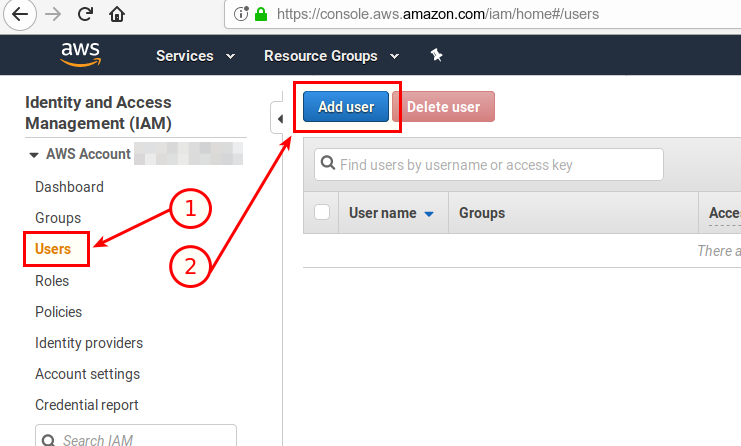 https://console.aws.amazon.com/iam/home#/users
aws
Services
Resource Groups
Identity and Access
Management (IAM)
AWS Account
Dashboard
Groups
Users
Roles
Policies
Identity providers
Account settings
Credential report
Search IAM
1
2
Add user
Delete user
Find users by username or access key
User name
Groups
Acce
There a